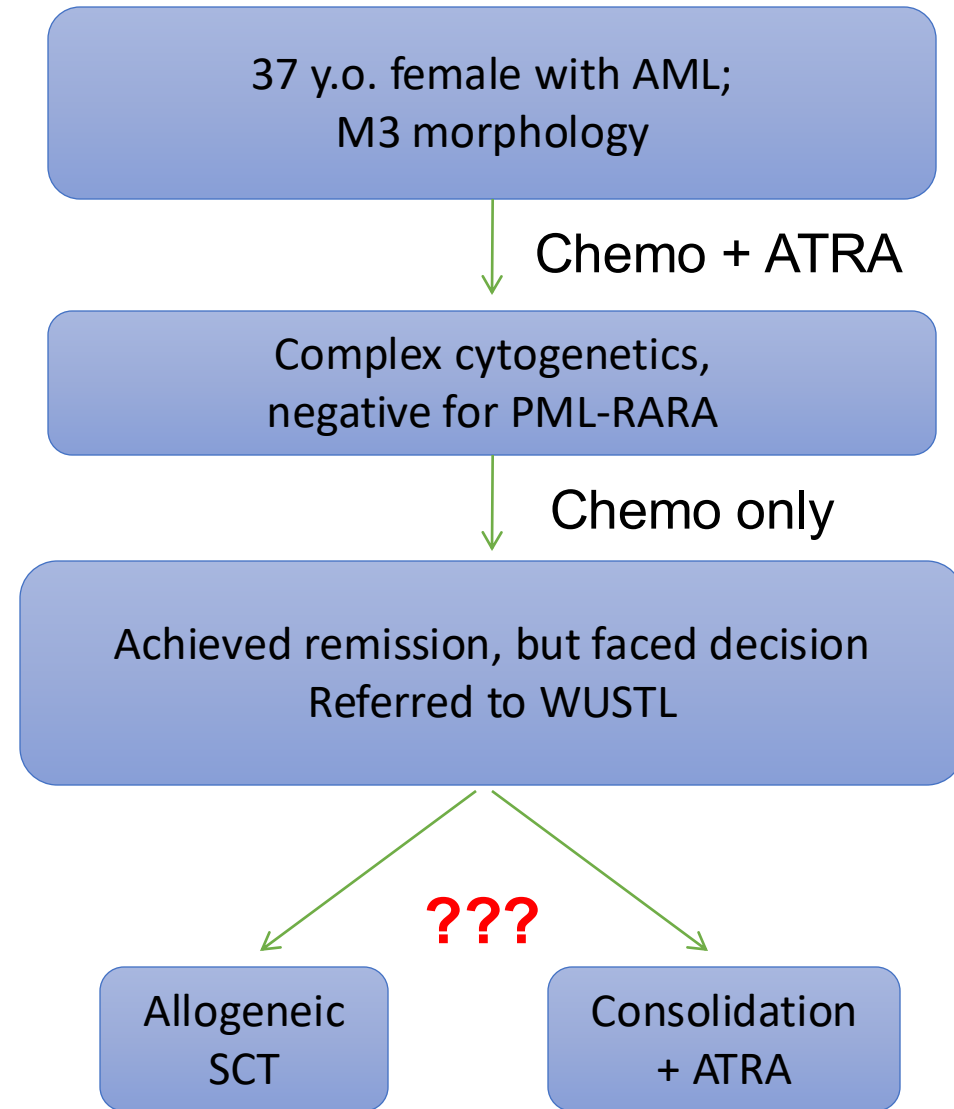 37 y.o. female with AML;
M3 morphology
Chemo + ATRA
Complex cytogenetics,
negative for PML-RARA
Chemo only
Achieved remission, but faced decision
Referred to WUSTL
???
Allogeneic
SCT
Consolidation
+ ATRA